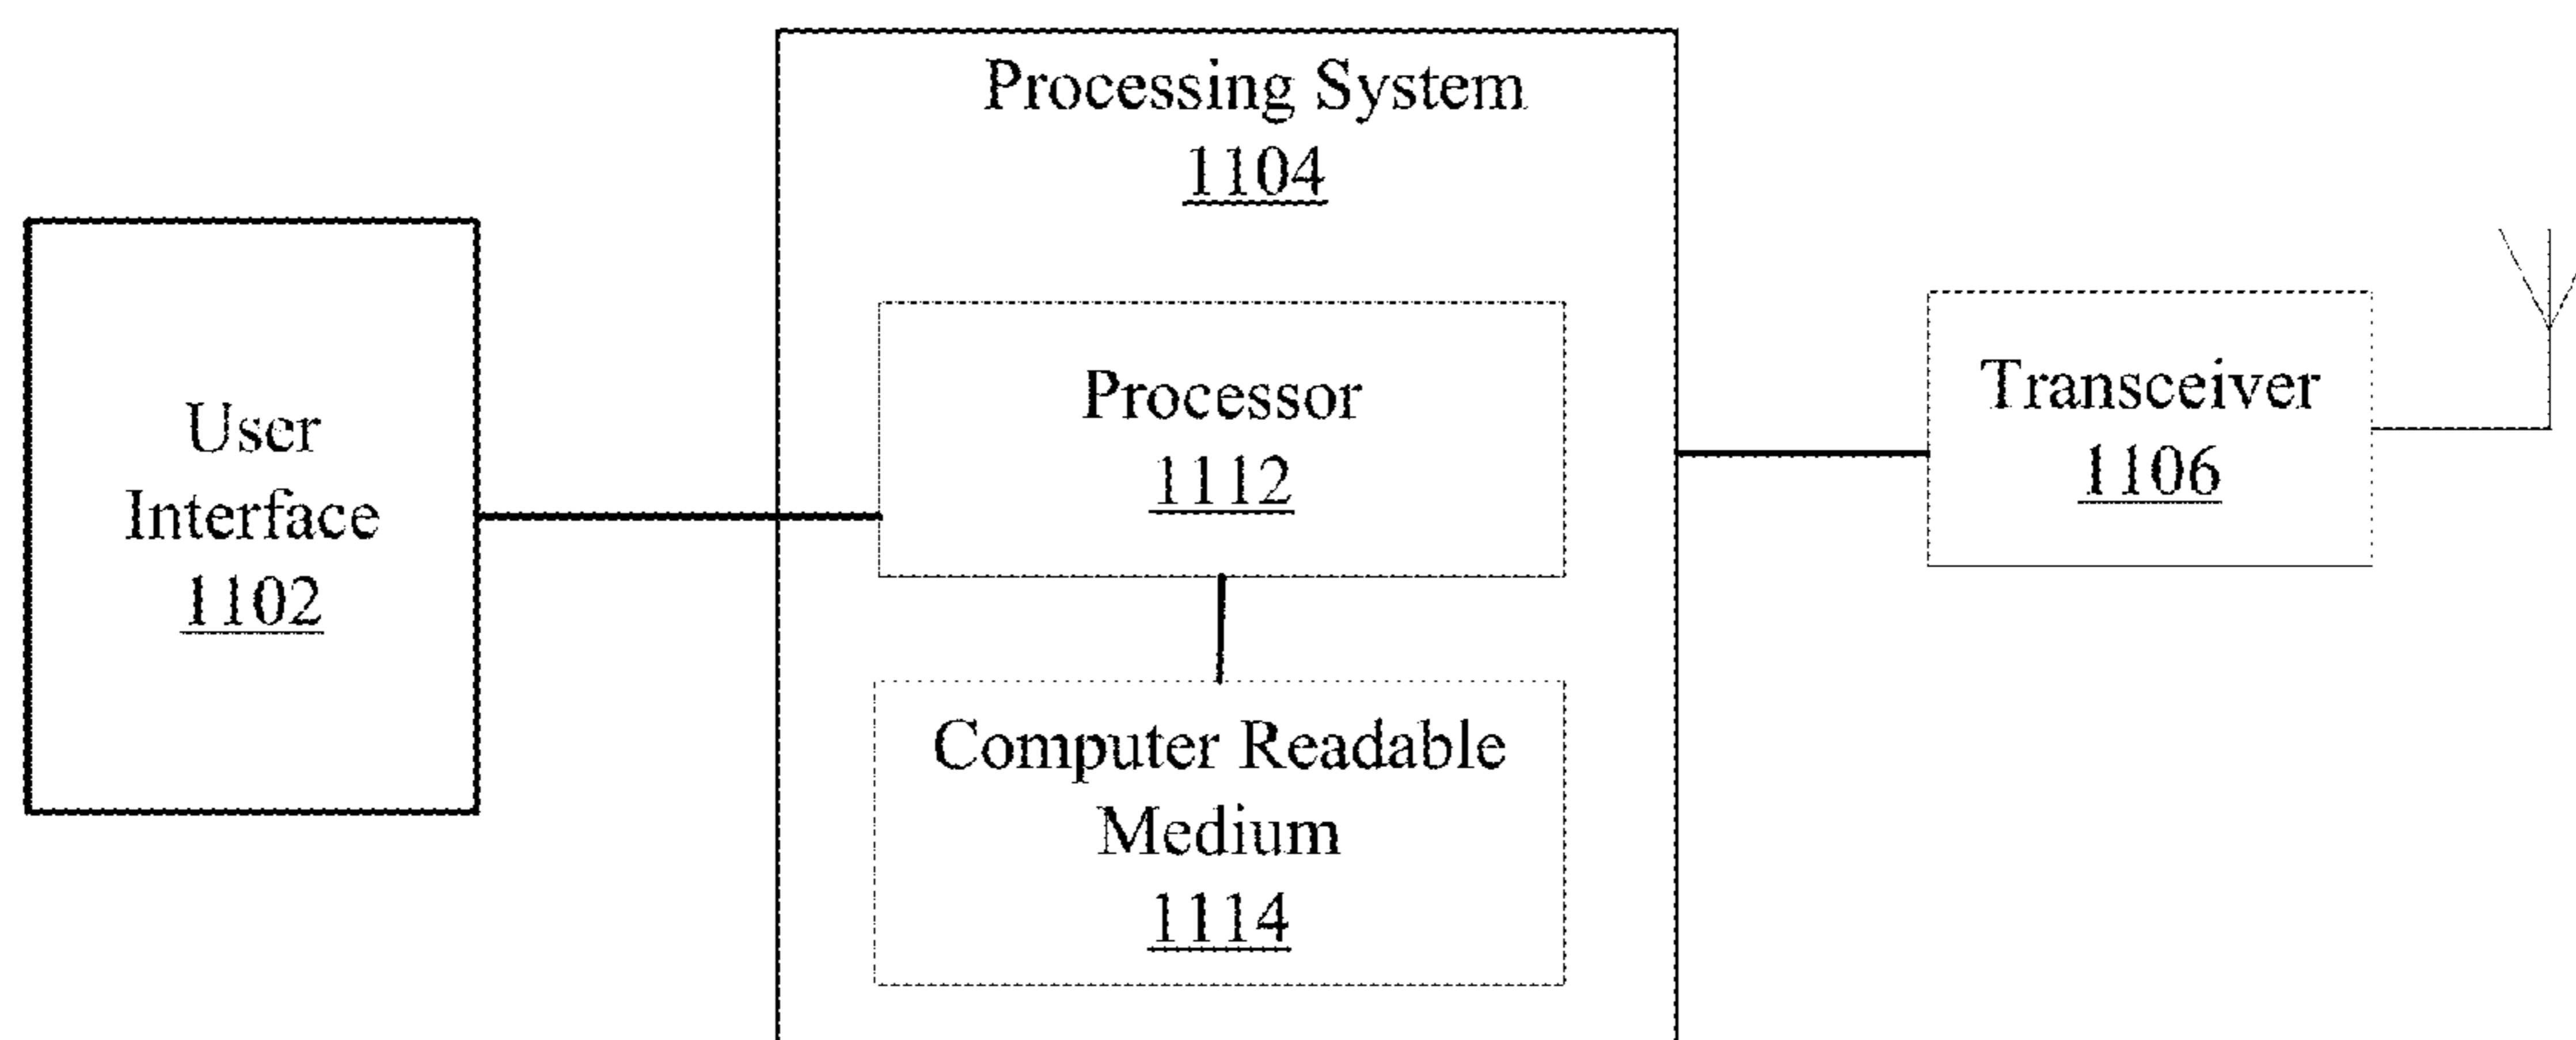 Processing System
1104
User
Interface
1102
Processor
1112
Computer Readable
Medium
1114
Transceiver
1106